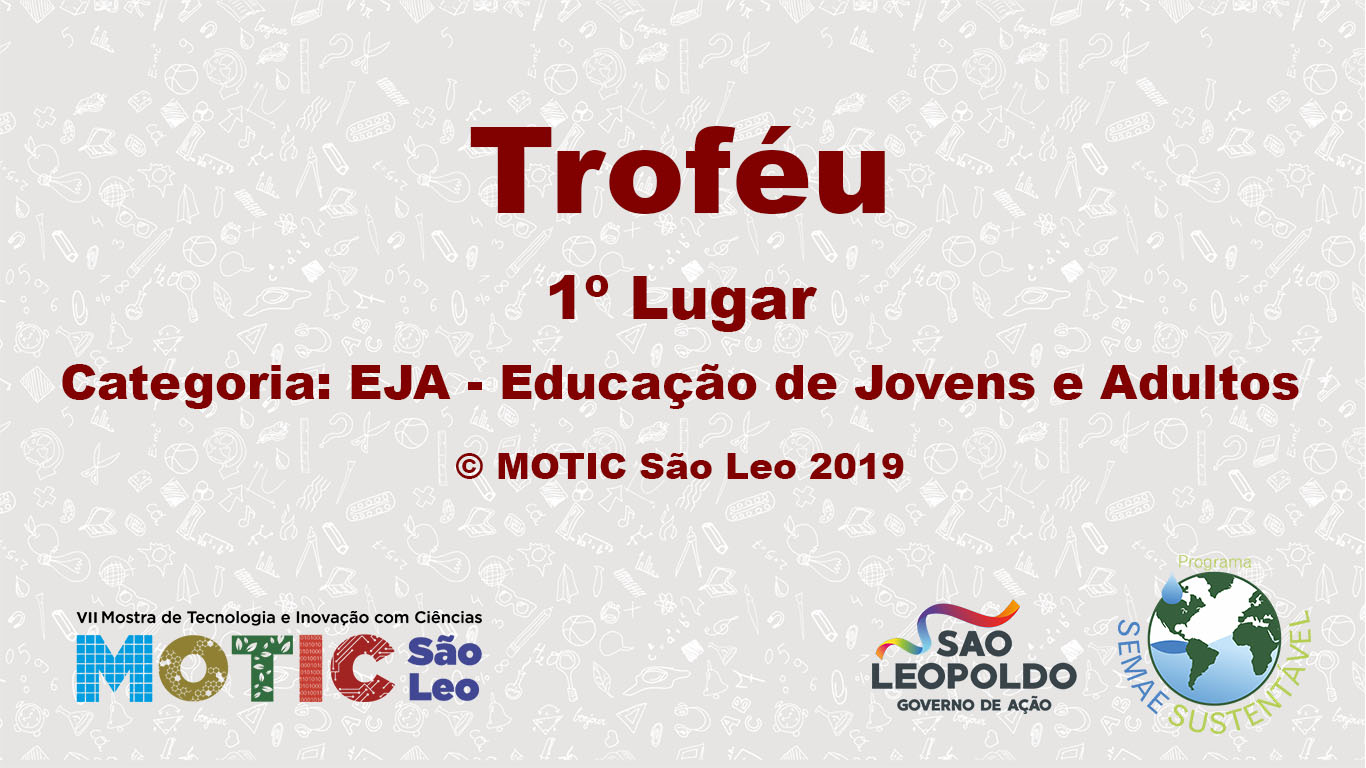 Troféu
1º Lugar
Categoria: EJA - Educação de Jovens e Adultos
© MOTIC São Leo 2019
VII Mostra de Tecnologia e Inovação com Ciências
MOTIC São Leo
SAO
LEOPOLDO
GOVERNO DE AÇÃO
Programa
SEMAE SUSTENTÁVEL